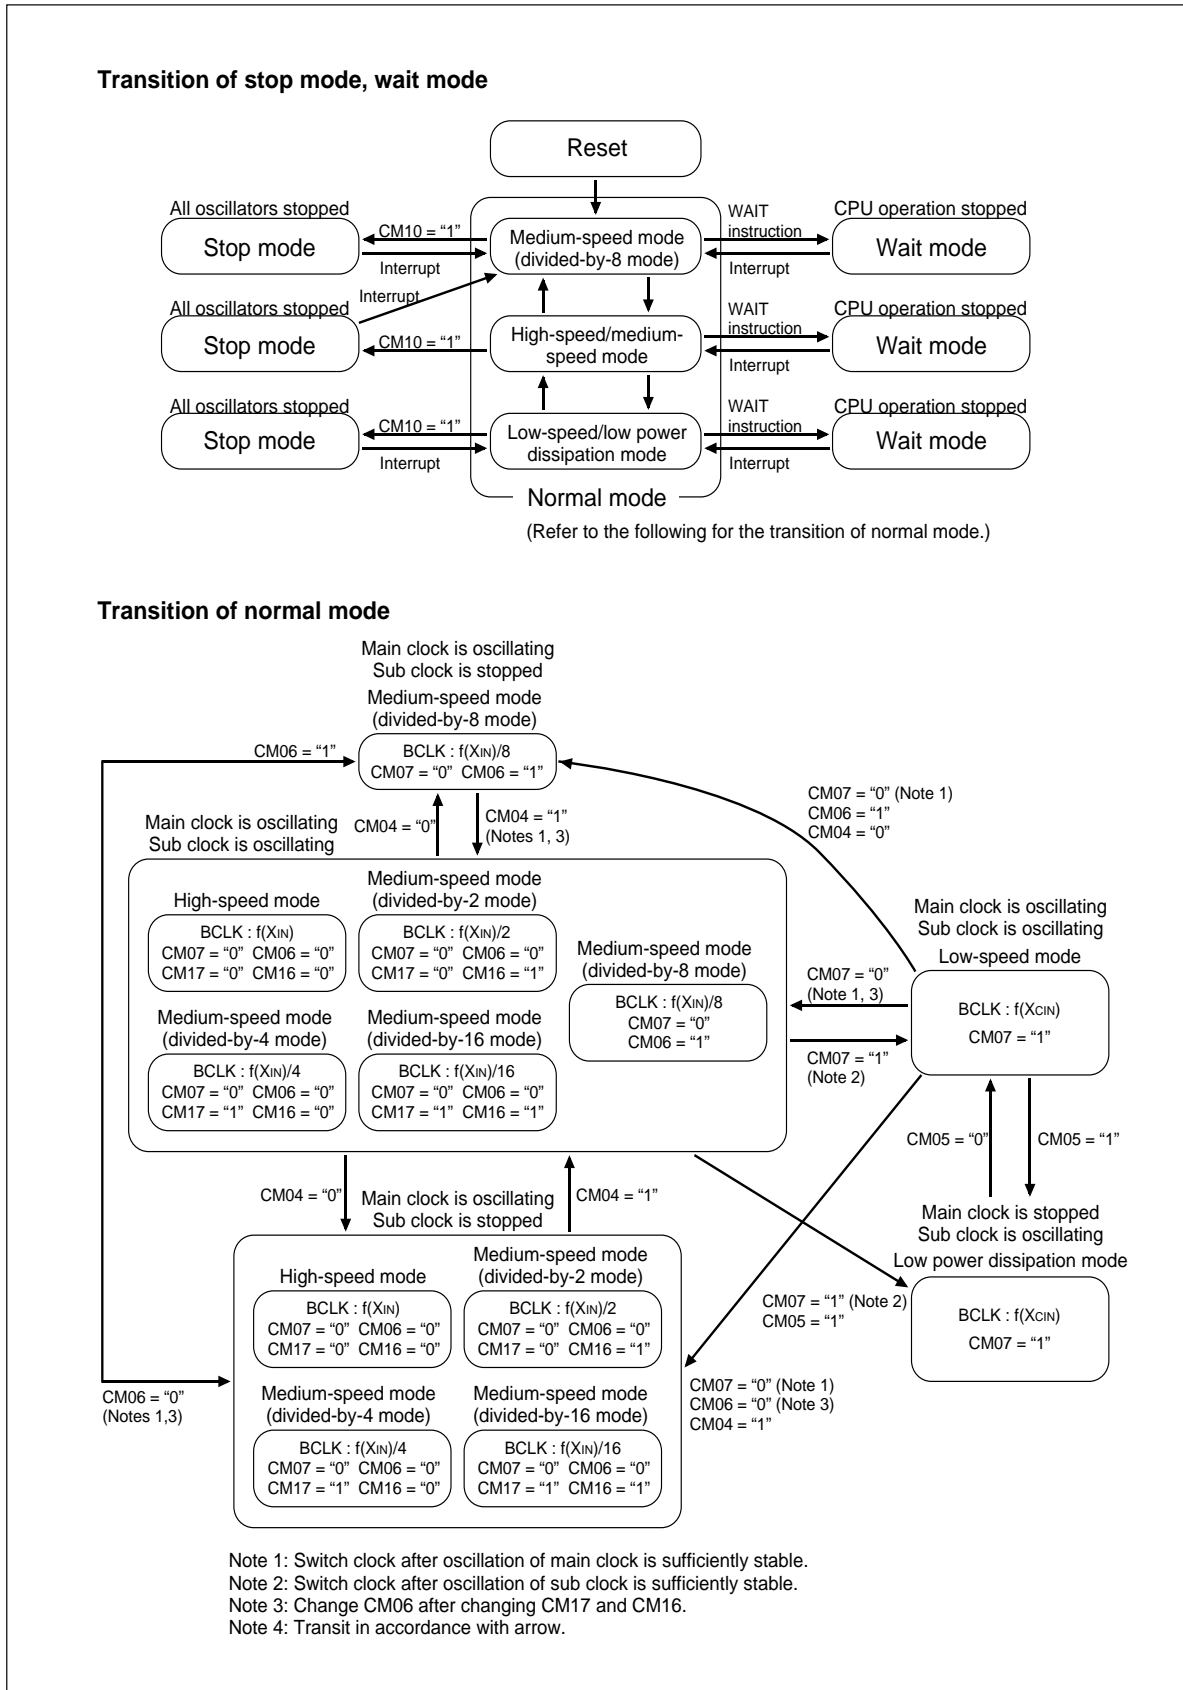 Transition of stop mode, wait mode
Reset
All oscillators stopped
Stop mode
CM10 = “1”
Interrupt
Medium-speed mode
(divided-by-8 mode)
WAIT
instruction
Interrupt
CPU operation stopped
Wait mode
Interrupt
All oscillators stopped
Stop mode
CM10 = “1”
High-speed/medium-
speed mode
WAIT
instruction
Interrupt
CPU operation stopped
Wait mode
All oscillators stopped
Stop mode
CM10 = “1”
Interrupt
Low-speed/low power
dissipation mode
WAIT
instruction
Interrupt
CPU operation stopped
Wait mode
Normal mode
(Refer to the following for the transition of normal mode.)
Transition of normal mode
Main clock is oscillating
Sub clock is stopped
Medium-speed mode
(divided-by-8 mode)
BCLK : f(XIN)/8
CM07 = “0” CM06 = “1”
CM06 = “1”
CM07 = “0” (Note 1)
CM06 = “1”
CM04 = “0”
CM04 = “0”
CM04 = “1”
(Notes 1, 3)
Main clock is oscillating
Sub clock is oscillating
High-speed mode
BCLK : f(XIN)
CM07 = “0” CM06 = “0”
CM17 = “0” CM16 = “0”
Medium-speed mode
(divided-by-2 mode)
BCLK : f(XIN)/2
CM07 = “0” CM06 = “0”
CM17 = “0” CM16 = “1”
Medium-speed mode
(divided-by-8 mode)
BCLK : f(XIN)/8
CM07 = “0”
CM06 = “1”
Medium-speed mode
(divided-by-4 mode)
BCLK : f(XIN)/4
CM07 = “0” CM06 = “0”
CM17 = “1” CM16 = “0”
Medium-speed mode
(divided-by-16 mode)
BCLK : f(XIN)/16
CM07 = “0” CM06 = “0”
CM17 = “1” CM16 = “1”
CM07 = “0”
(Note 1, 3)
CM07 = “1”
(Note 2)
Main clock is oscillating
Sub clock is oscillating
Low-speed mode
BCLK : f(XCIN)
CM07 = “1”
CM05 = “0”
CM05 = “1”
Main clock is stopped
Sub clock is oscillating
Low power dissipation mode
BCLK : f(XCIN)
CM07 = “1”
CM07 = “1” (Note 2)
CM05 = “1”
CM04 = “0”
CM04 = “1”
Main clock is oscillating
Sub clock is stopped
High-speed mode
BCLK : f(XIN)
CM07 = “0” CM06 = “0”
CM17 = “0” CM16 = “0”
Medium-speed mode
(divided-by-2 mode)
BCLK : f(XIN)/2
CM07 = “0” CM06 = “0”
CM17 = “0” CM16 = “1”
Medium-speed mode
(divided-by-4 mode)
BCLK : f(XIN)/4
CM07 = “0” CM06 = “0”
CM17 = “1” CM16 = “0”
Medium-speed mode
(divided-by-16 mode)
BCLK : f(XIN)/16
CM07 = “0” CM06 = “0”
CM17 = “1” CM16 = “1”
CM06 = “0”
(Notes 1,3)
CM07 = “0” (Note 1)
CM06 = “0” (Note 3)
CM04 = “1”
Note 1: Switch clock after oscillation of main clock is sufficiently stable.
Note 2: Switch clock after oscillation of sub clock is sufficiently stable.
Note 3: Change CM06 after changing CM17 and CM16.
Note 4: Transit in accordance with arrow.